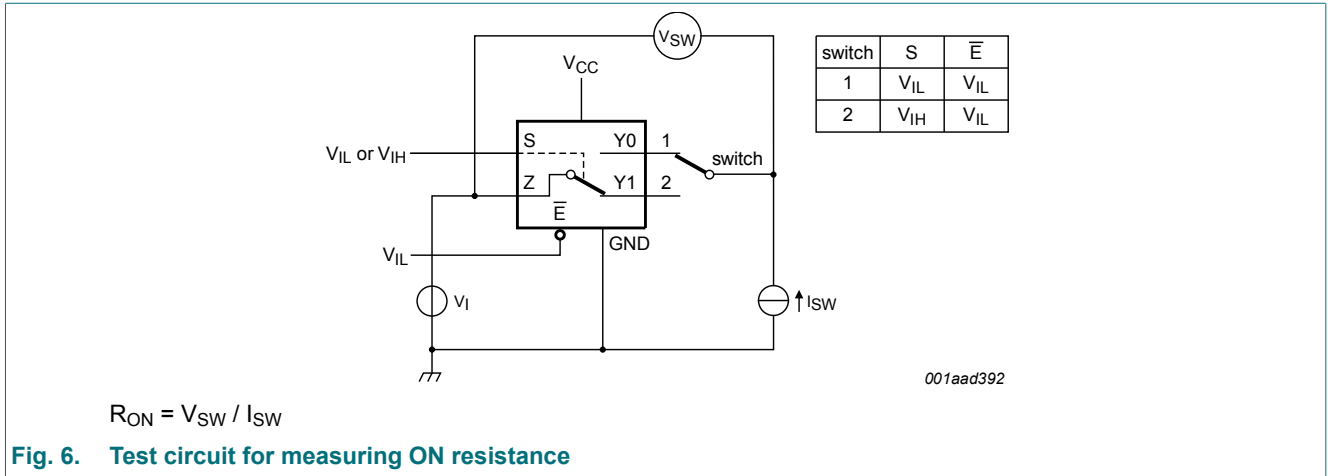 VSW
switch S E̅
1 VIL VIL
2 VIH VIL
VCC
S Y0 1
VIL or VIH
switch
Z Y1 2
E̅
GND
VIL
VI
ISW
001aad392
RON = VSW / ISW
Fig. 6. Test circuit for measuring ON resistance